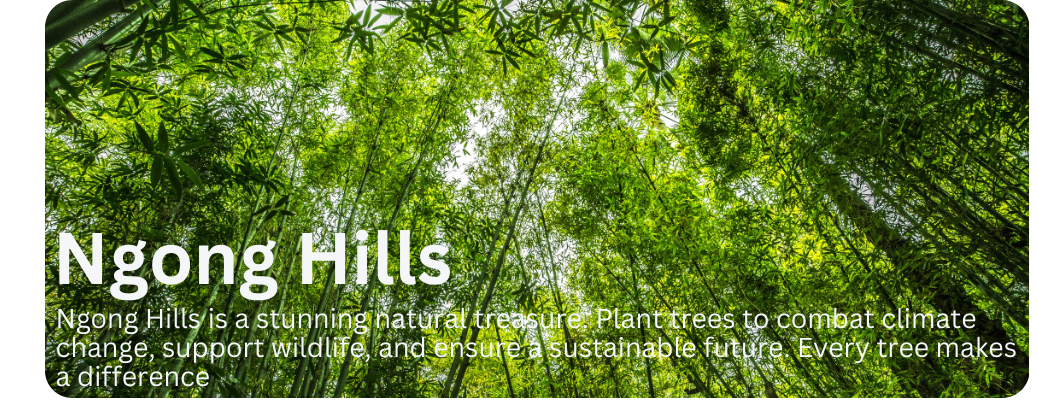 Ngong Hills
Ngong Hills is a stunning natural treasure. Plant trees to combat climate
change, support wildlife, and ensure a sustainable future. Every tree makes
a difference